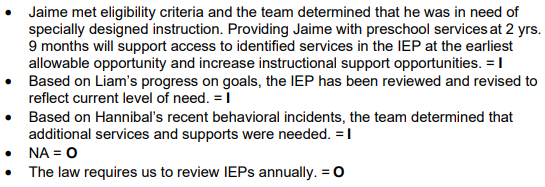 • Jaime met eligibility criteria and the team determined that he was in need of
specially designed instruction. Providing Jaime with preschool services at 2 yrs.
9 months will support access to identified services in the IEP at the earliest
allowable opportunity and increase instructional support opportunities. = I
• Based on Liam's progress on goals, the IEP has been reviewed and revised to
reflect current level of need. = I
• Based on Hannibal's recent behavioral incidents, the team determined that
additional services and supports were needed. = I
• NA = O
• The law requires us to review IEPs annually. = O